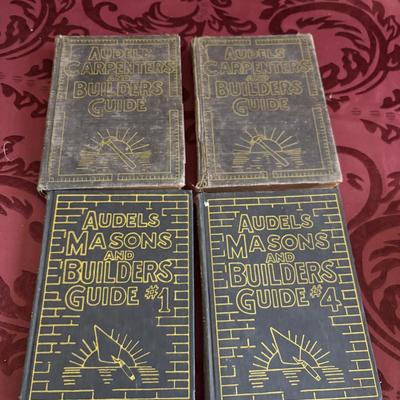 AUDELS
CARPENTERS
AND
BUILDERS
GUIDE
AUDELS
CARPENTERS
AND
BUILDERS
GUIDE
AUDELS
MASONS
AND
BUILDERS
GUIDE #1
AUDELS
MASONS
AND
BUILDERS
GUIDE #4